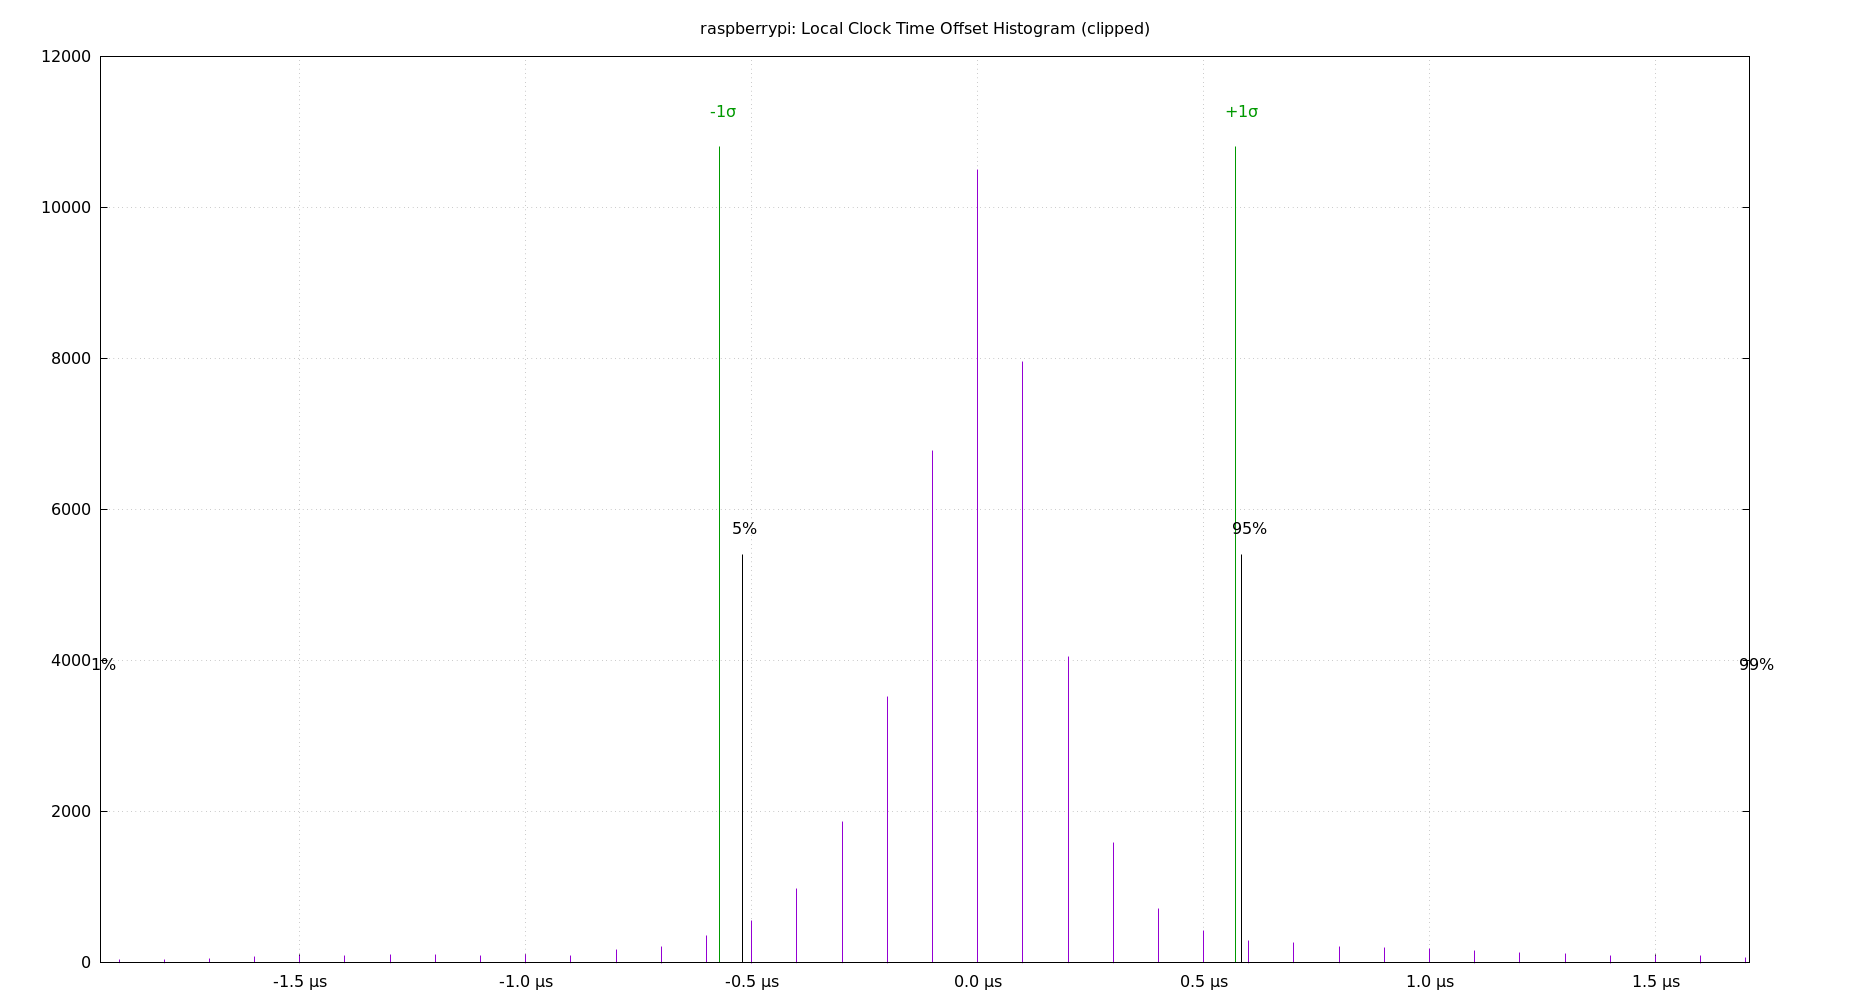 raspberrypi: Local Clock Time Offset Histogram (clipped)
12000
-1σ +1σ
10000
8000
6000
5% 95%
4000 1% 99%
2000
0
-1.5 µs -1.0 µs -0.5 µs 0.0 µs 0.5 µs 1.0 µs 1.5 µs